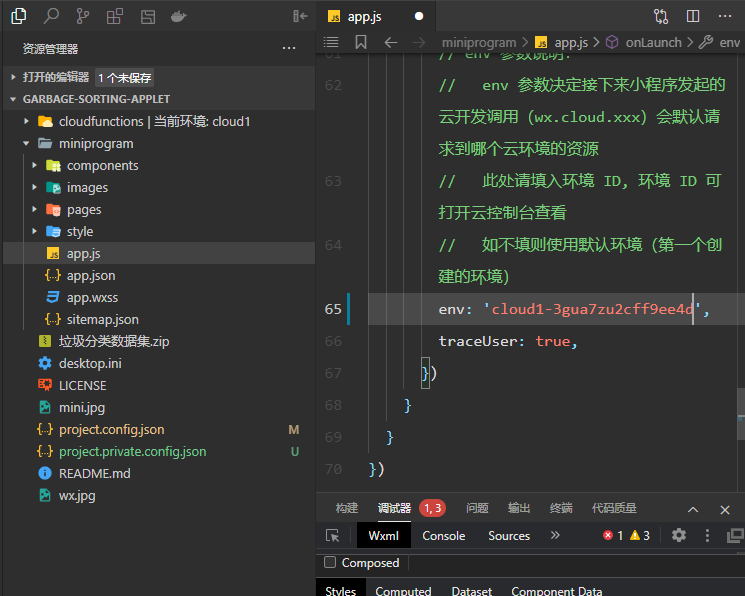 资源管理器
打开的编辑器 1 个未保存
GARBAGE-SORTING-APPLET
cloudfunctions | 当前环境: cloud1
miniprogram
components
images
pages
style
app.js
app.json
app.wxss
sitemap.json
垃圾分类数据集.zip
desktop.ini
LICENSE
mini.jpg
project.config.json M
project.private.config.json U
README.md
wx.jpg
app.js
miniprogram > app.js > onLaunch > env
61 // env 参数说明:
62 // env 参数决定接下来小程序发起的
云开发调用 (wx.cloud.xxx) 会默认请
求到哪个云环境的资源
63 // 此处请填入环境 ID, 环境 ID 可
打开云控制台查看
64 // 如不填则使用默认环境（第一个创
建的环境）
65 env: 'cloud1-3gua7zu2cff9ee4d',
66 traceUser: true,
67 })
68 }
69 }
70 })
构建 调试器 1, 3 问题 输出 终端 代码质量
Wxml Console Sources 1 3
Composed
Styles Computed Dataset Component Data